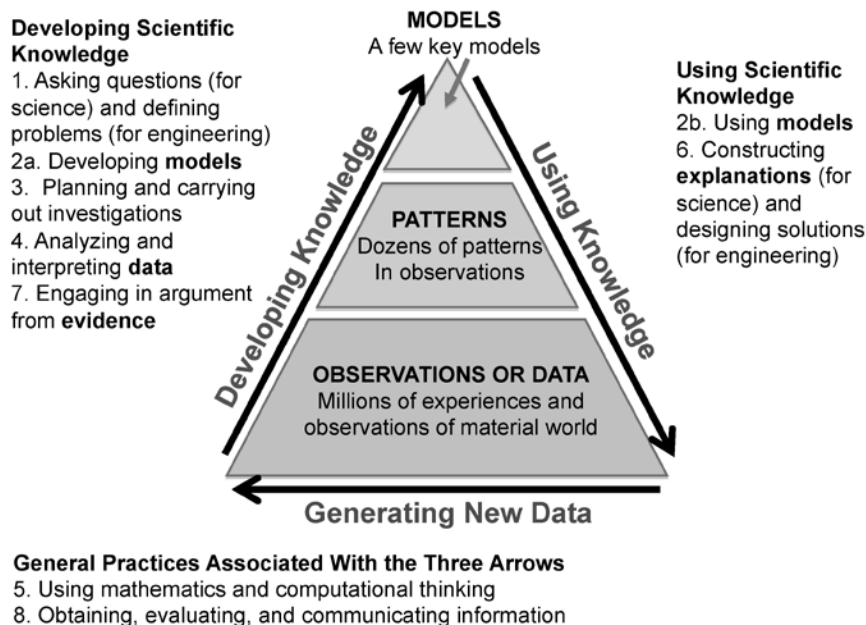 Developing Scientific
Knowledge
1. Asking questions (for
science) and defining
problems (for engineering)
2a. Developing models
3. Planning and carrying
out investigations
4. Analyzing and
interpreting data
7. Engaging in argument
from evidence
MODELS
A few key models
PATTERNS
Dozens of patterns
In observations
OBSERVATIONS OR DATA
Millions of experiences and
observations of material world
Developing Knowledge
Using Knowledge
Generating New Data
Using Scientific
Knowledge
2b. Using models
6. Constructing
explanations (for
science) and
designing solutions
(for engineering)
General Practices Associated With the Three Arrows
5. Using mathematics and computational thinking
8. Obtaining, evaluating, and communicating information